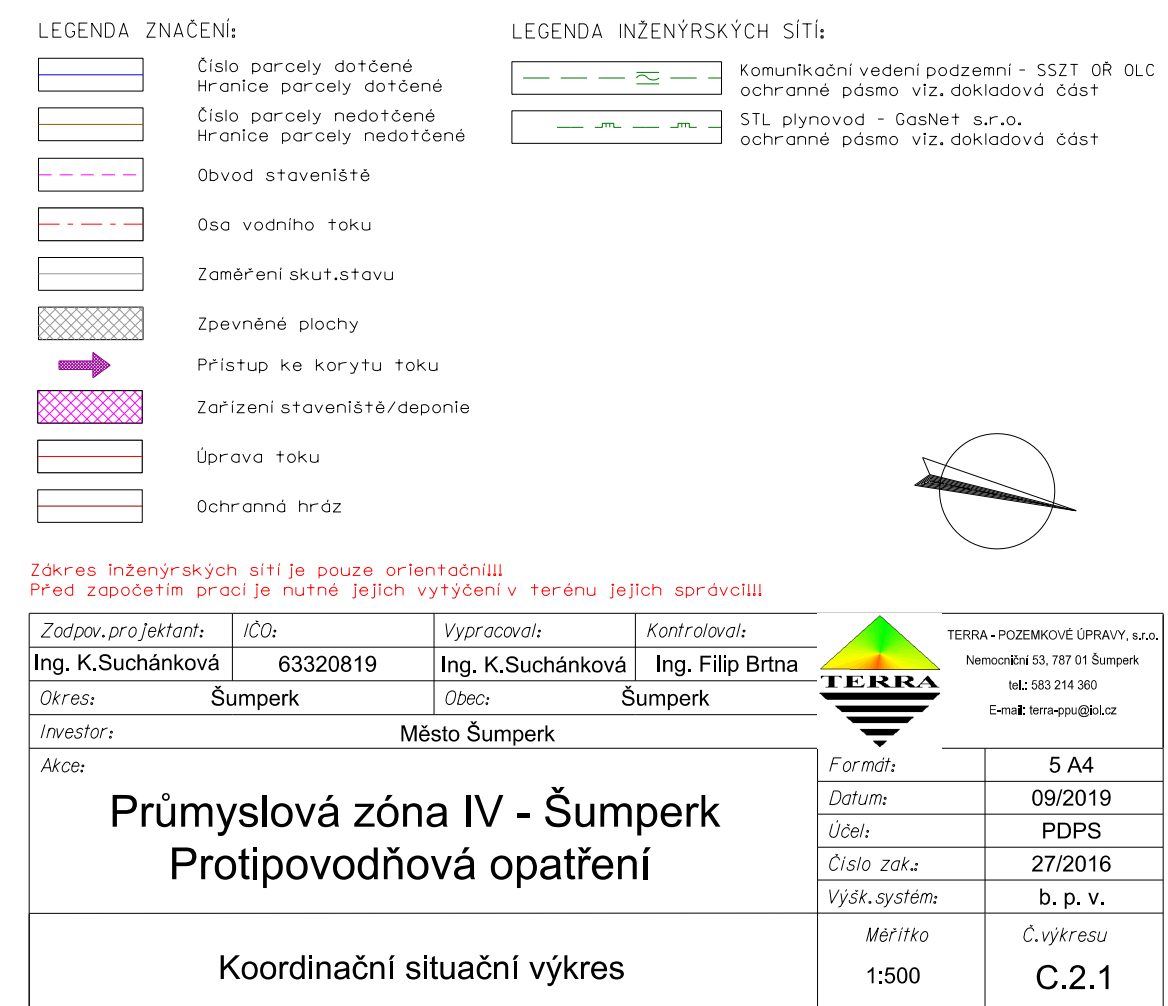 LEGENDA ZNAČENÍ:
Číslo parcely dotčené
Hranice parcely dotčené
Číslo parcely nedotčené
Hranice parcely nedotčené
Obvod staveniště
Osa vodního toku
Zaměření skut.stavu
Zpevněné plochy
Přístup ke korytu toku
Zařízení staveniště/deponie
Úprava toku
Ochranná hráz
LEGENDA INŽENÝRSKÝCH SÍTÍ:
Komunikační vedení podzemní - SSZT OŘ OLC
ochranné pásmo viz. dokladová část
STL plynovod - GasNet s.r.o.
ochranné pásmo viz. dokladová část
Zákres inženýrských sítí je pouze orientační!!!
Před započetím prací je nutné jejich vytýčení v terénu jejich správci!!!
Zodpov.projektant: IČO: Vypracoval: Kontroloval:
Ing. K.Suchánková 63320819 Ing. K.Suchánková Ing. Filip Brtna
Okres: Šumperk Obec: Šumperk
Investor: Město Šumperk
TERRA
TERRA - POZEMKOVÉ ÚPRAVY, s.r.o.
Nemocniční 53, 787 01 Šumperk
tel.: 583 214 360
E-mail: terra-ppu@iol.cz
Akce:
Průmyslová zóna IV - Šumperk
Protipovodňová opatření
Formát: 5 A4
Datum: 09/2019
Účel: PDPS
Číslo zak.: 27/2016
Výšk.systém: b. p. v.
Koordinační situační výkres
Měřítko Č.výkresu
1:500 C.2.1